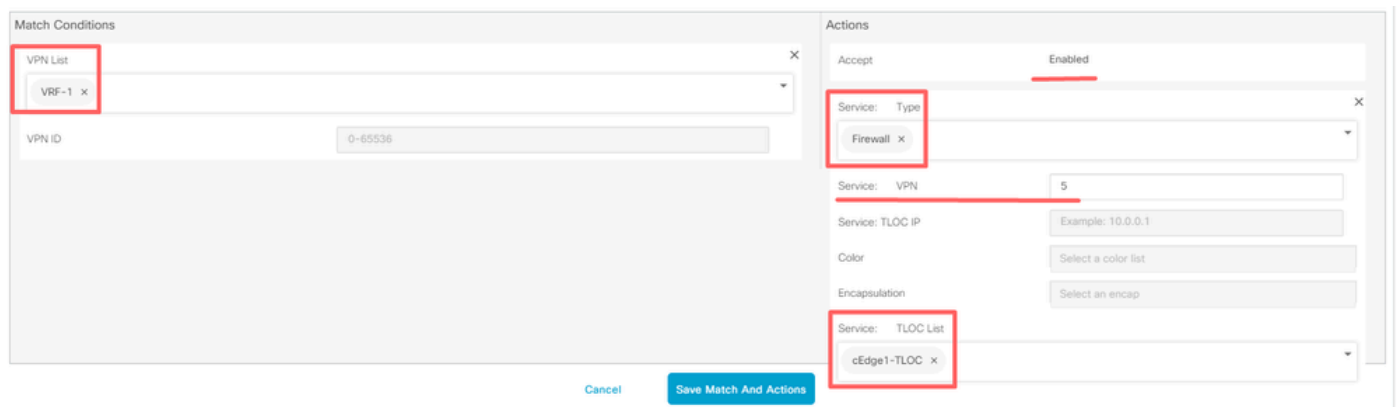 Match Conditions
VPN List
VRF-1 ×
VPN ID
0-65536
Actions
Accept
Enabled
Service: Type
Firewall ×
Service: VPN
5
Service: TLOC IP
Example: 10.0.0.1
Color
Select a color list
Encapsulation
Select an encap
Service: TLOC List
cEdge1-TLOC ×
Cancel
Save Match And Actions